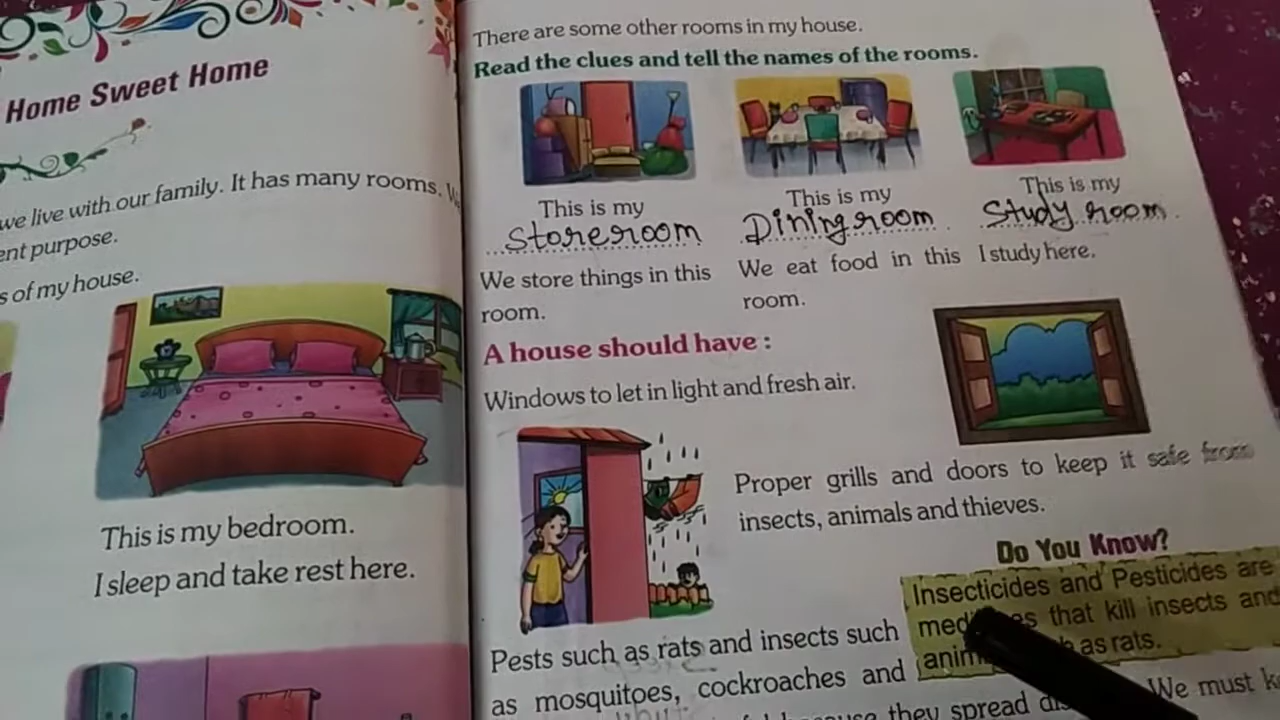 Home Sweet Home
we live with our family. It has many rooms.
ent purpose.
s of my house.
This is my bedroom.
I sleep and take rest here.
There are some other rooms in my house.
Read the clues and tell the names of the rooms.
This is my
Storeroom
We store things in this
room.
This is my
Dining room
We eat food in this
room.
This is my
Study room
I study here.
A house should have :
Windows to let in light and fresh air.
Proper grills and doors to keep it safe from
insects, animals and thieves.
Do You Know?
Insecticides and Pesticides are
that kill insects and
as rats.
Pests such as rats and insects such
as mosquitoes, cockroaches and
they spread
We must